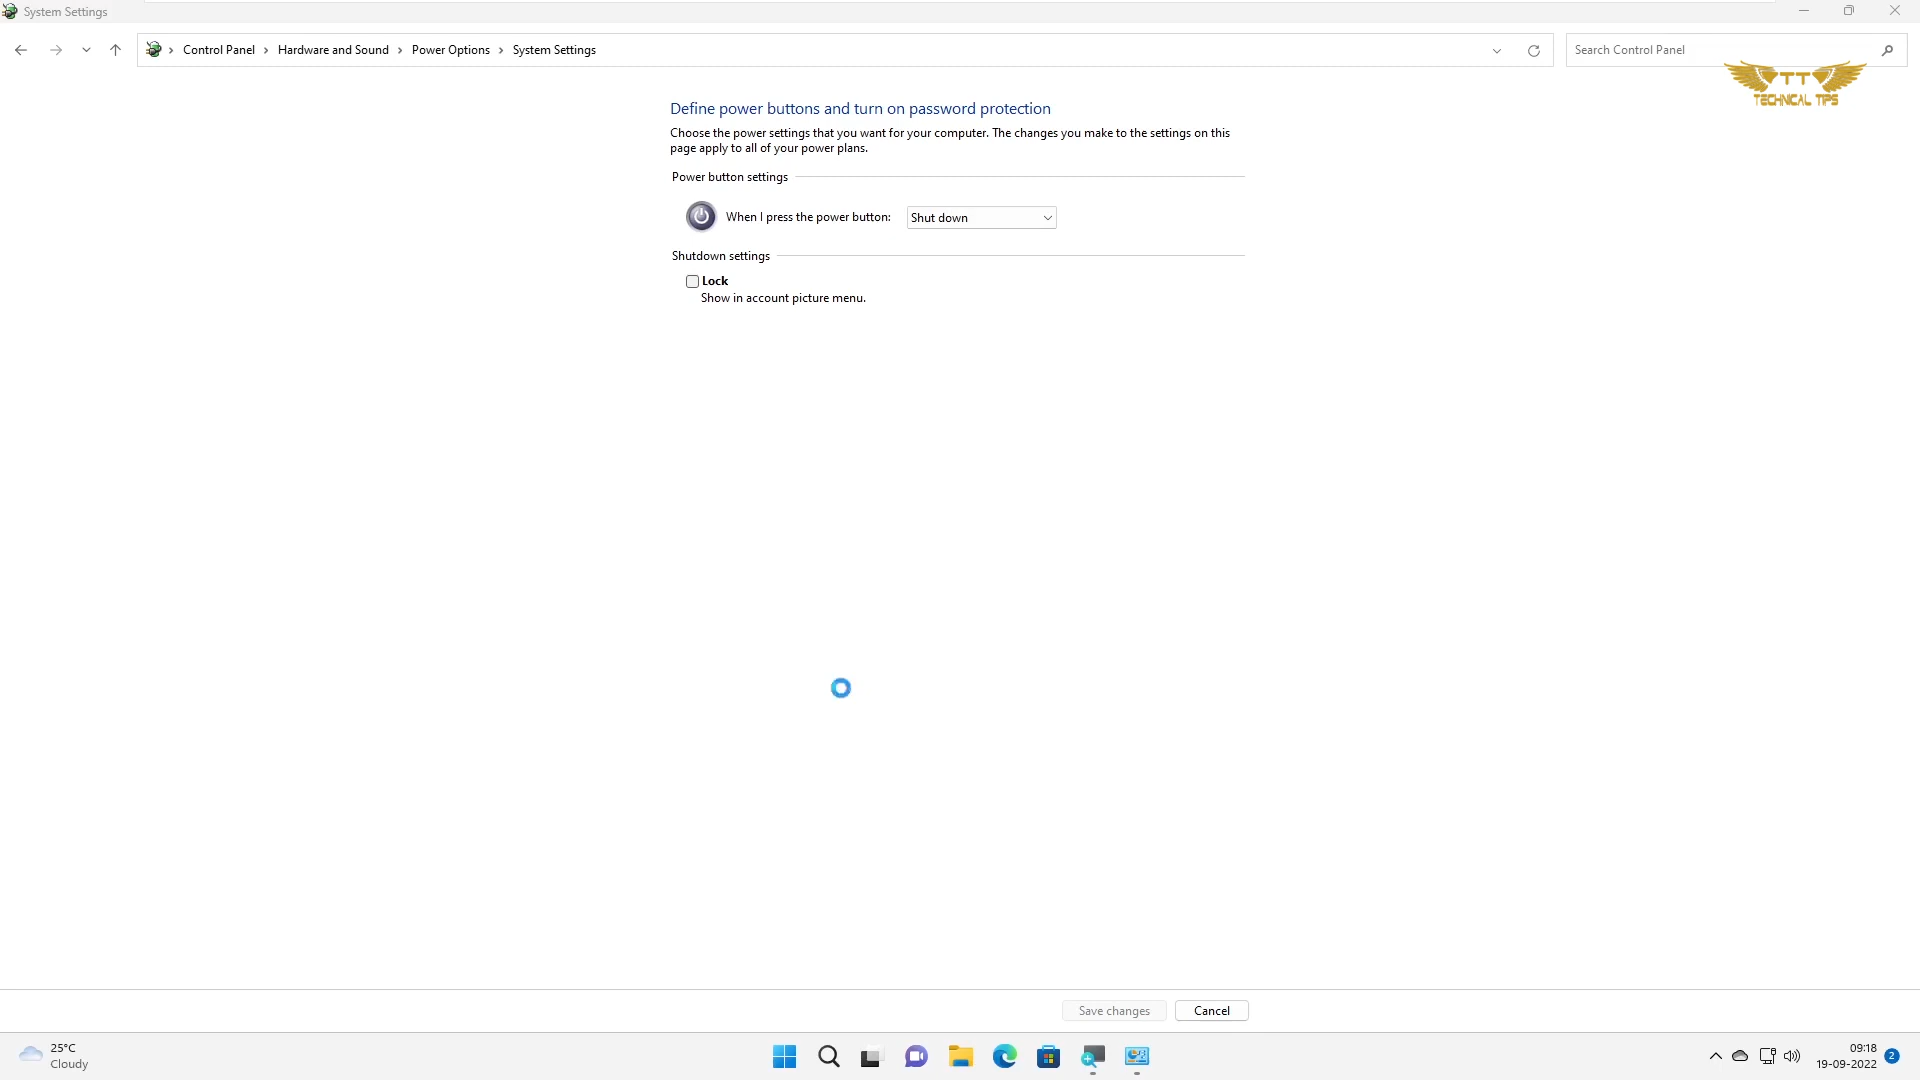 System Settings
Control Panel > Hardware and Sound > Power Options > System Settings
Search Control Panel
TT
TECHNICAL TIPS
Define power buttons and turn on password protection
Choose the power settings that you want for your computer. The changes you make to the settings on this
page apply to all of your power plans.
Power button settings
When I press the power button:
Shut down
Shutdown settings
Lock
Show in account picture menu.
Save changes
Cancel
25°C
Cloudy
09:18
19-09-2022
2